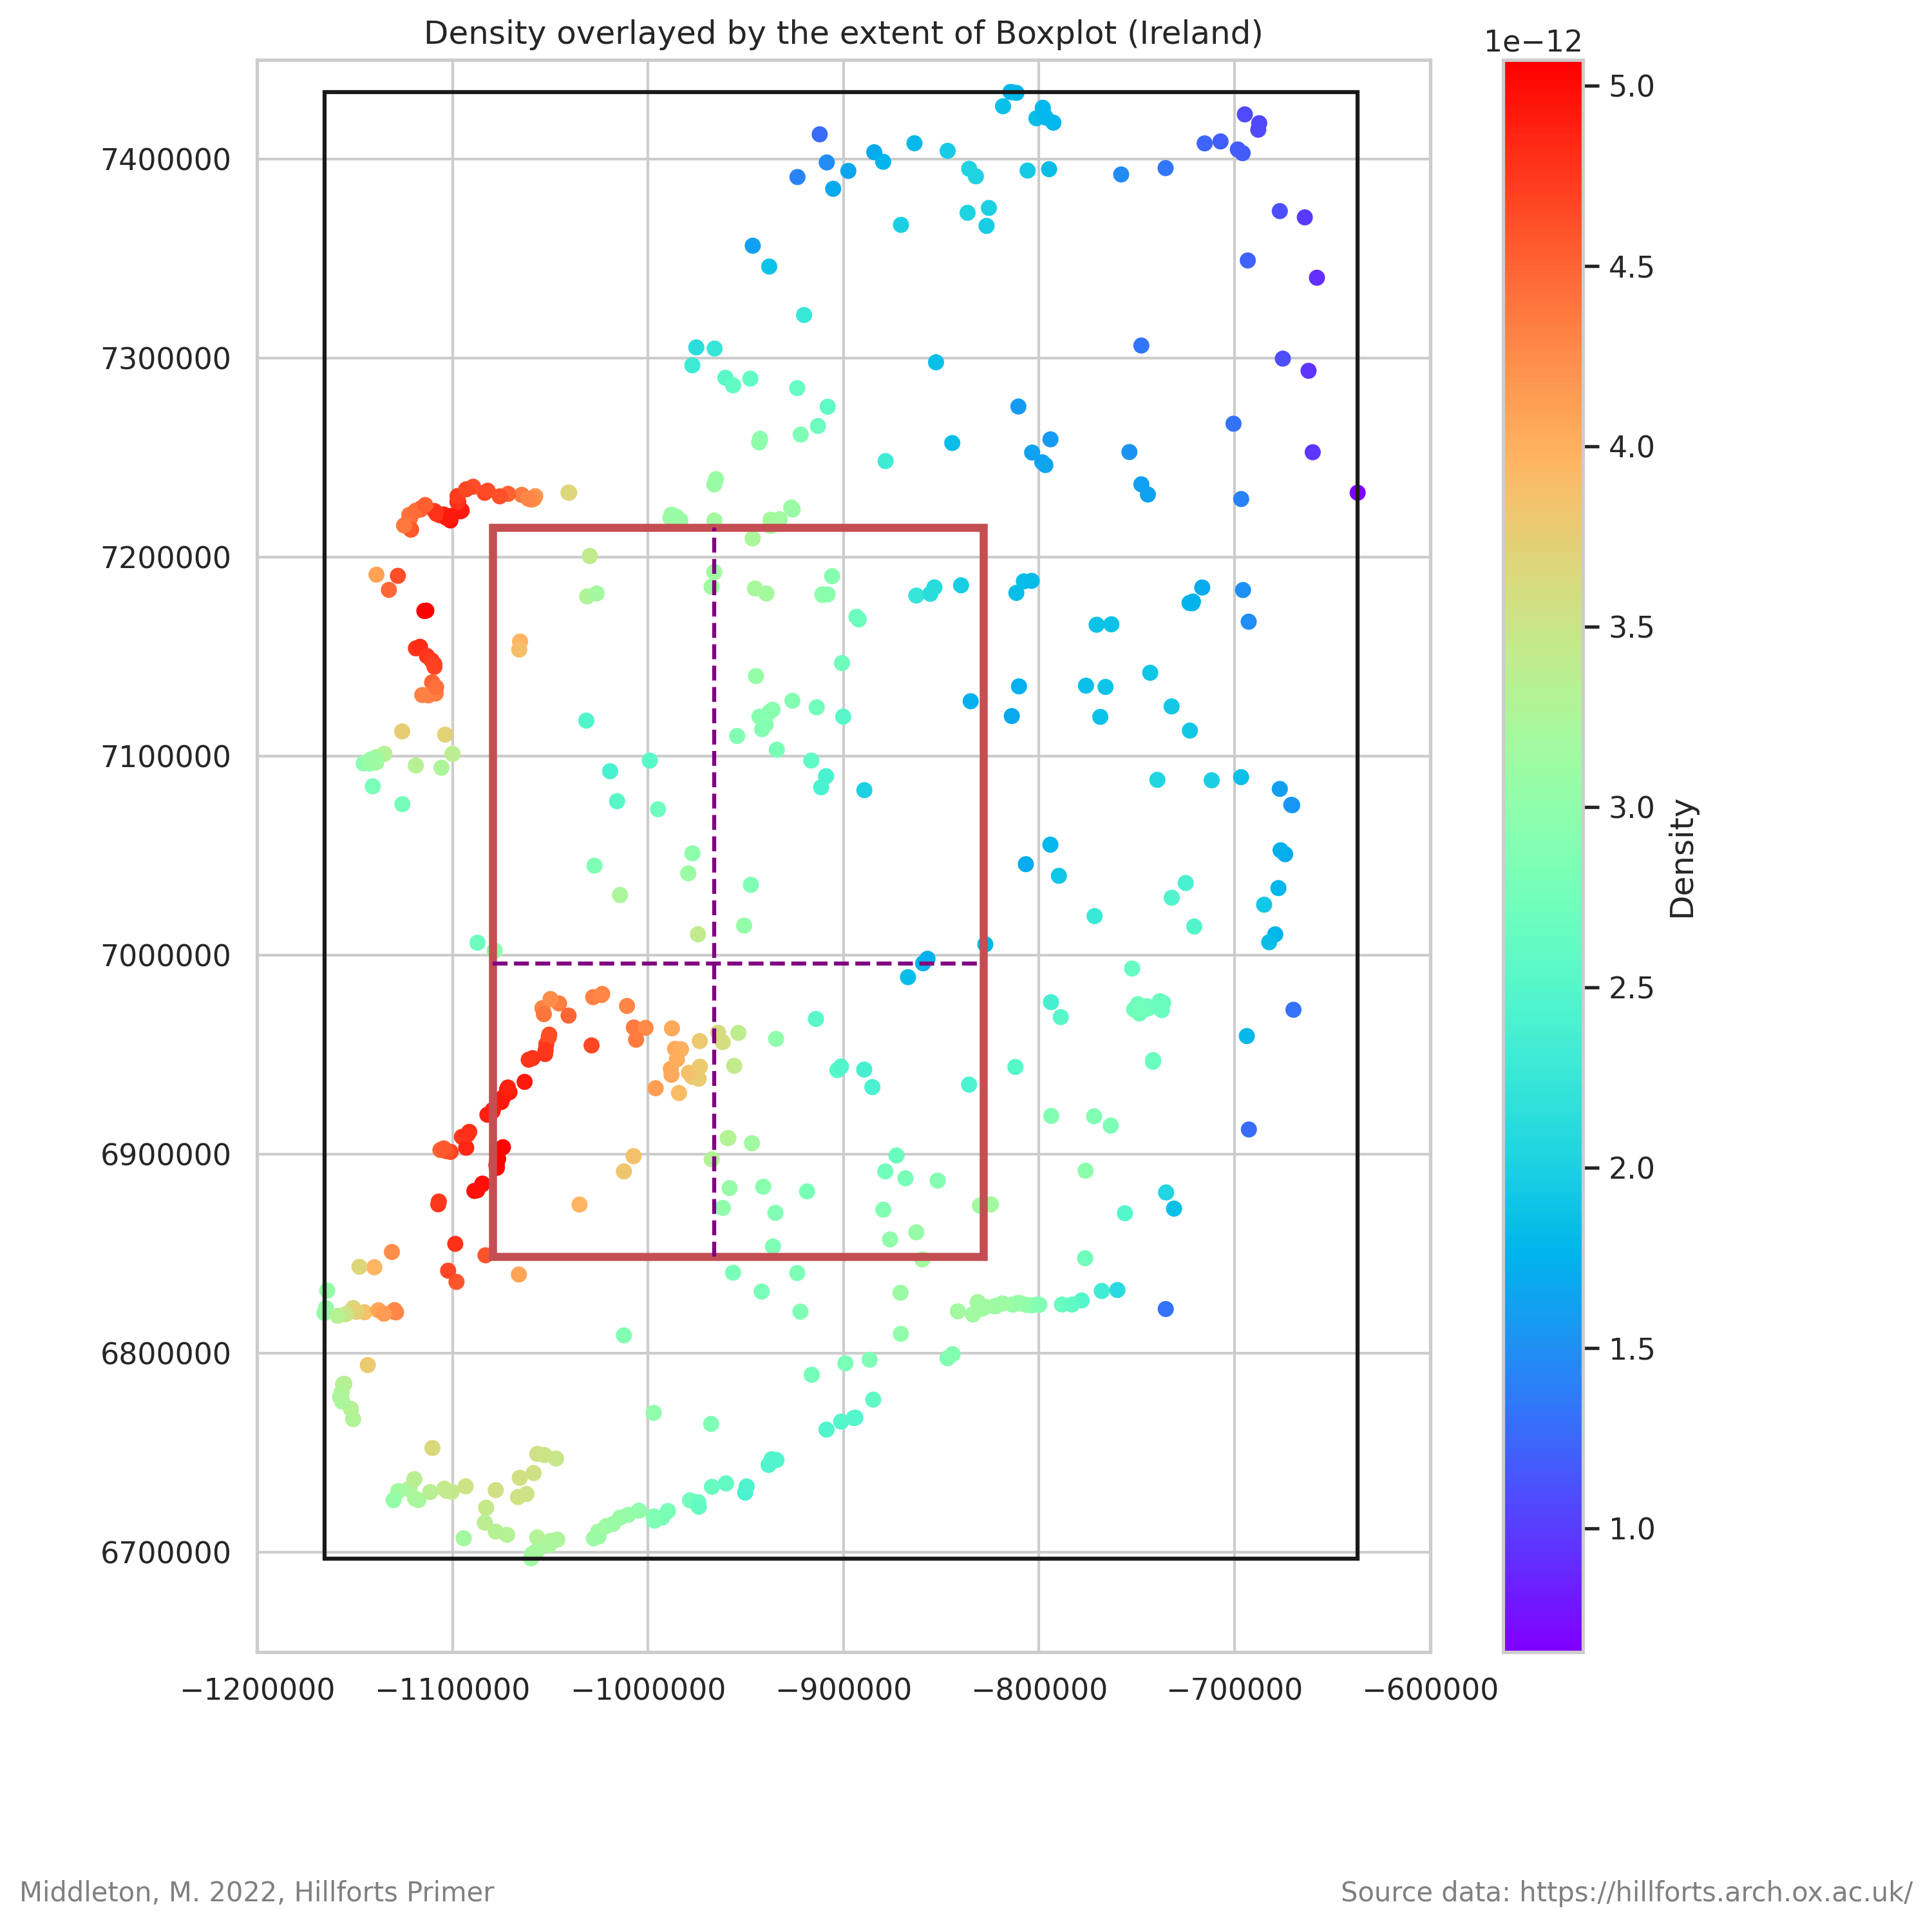 Density overlayed by the extent of Boxplot (Ireland)
1e−12
7400000
7300000
7200000
7100000
7000000
6900000
6800000
6700000
−1200000 −1100000 −1000000 −900000 −800000 −700000 −600000
5.0
4.5
4.0
3.5
3.0
2.5
2.0
1.5
1.0
Density
Middleton, M. 2022, Hillforts Primer
Source data: https://hillforts.arch.ox.ac.uk/